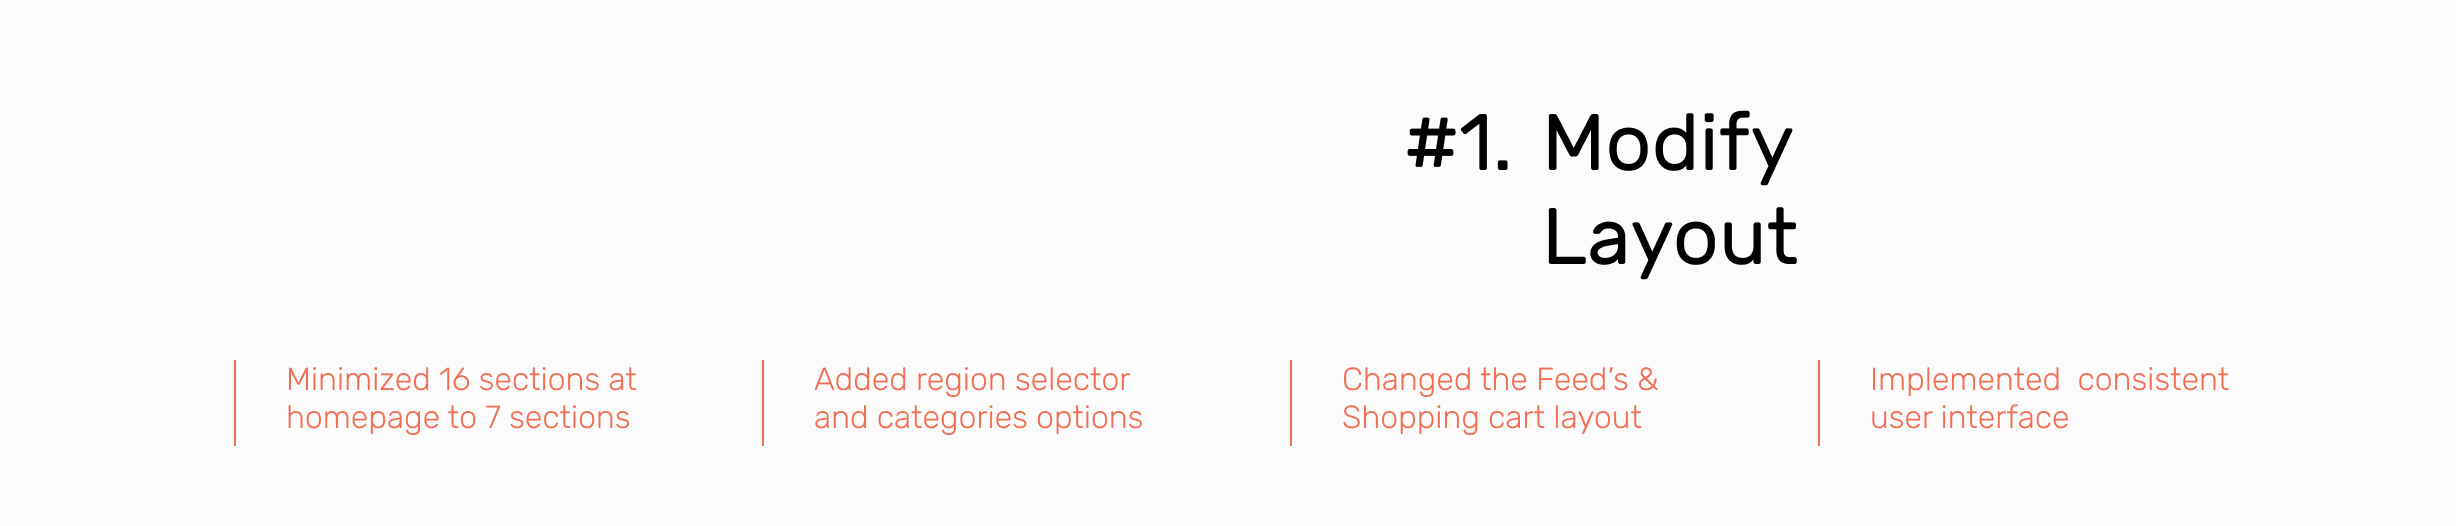 #1. Modify
Layout
Minimized 16 sections at
homepage to 7 sections
Added region selector
and categories options
Changed the Feed’s &
Shopping cart layout
Implemented  consistent
user interface